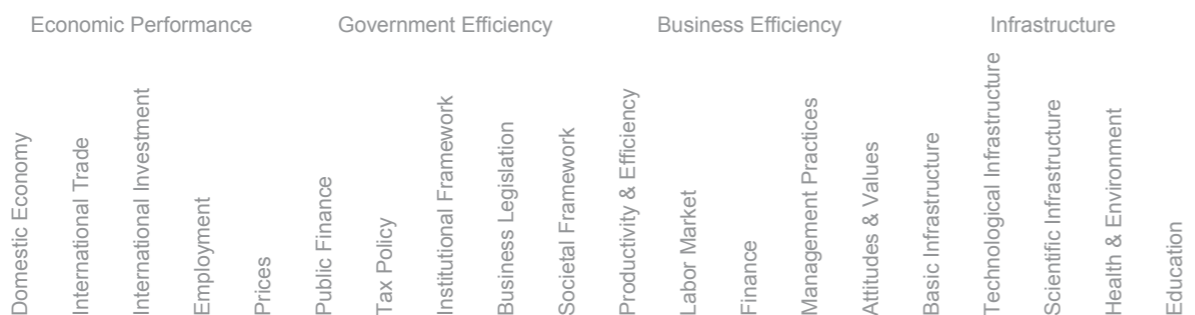 Economic Performance
Government Efficiency
Business Efficiency
Infrastructure
Domestic Economy
International Trade
International Investment
Employment
Prices
Public Finance
Tax Policy
Institutional Framework
Business Legislation
Societal Framework
Productivity & Efficiency
Labor Market
Finance
Management Practices
Attitudes & Values
Basic Infrastructure
Technological Infrastructure
Scientific Infrastructure
Health & Environment
Education